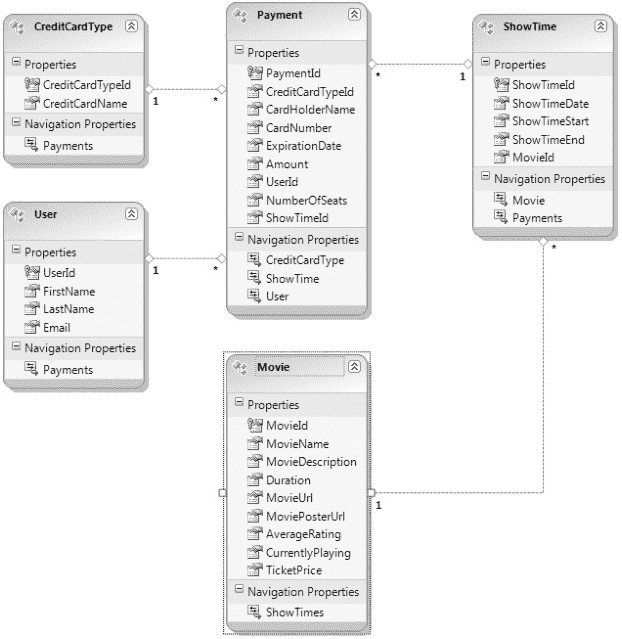 CreditCardType
Properties
CreditCardTypeId
CreditCardName
Navigation Properties
Payments
1
*
Payment
Properties
PaymentId
CreditCardTypeId
CardHolderName
CardNumber
ExpirationDate
Amount
UserId
NumberOfSeats
ShowTimeId
Navigation Properties
CreditCardType
ShowTime
User
*
1
ShowTime
Properties
ShowTimeId
ShowTimeDate
ShowTimeStart
ShowTimeEnd
MovieId
Navigation Properties
Movie
Payments
*
User
Properties
UserId
FirstName
LastName
Email
Navigation Properties
Payments
1
*
Movie
Properties
MovieId
MovieName
MovieDescription
Duration
MovieUrl
MoviePosterUrl
AverageRating
CurrentlyPlaying
TicketPrice
Navigation Properties
ShowTimes
1